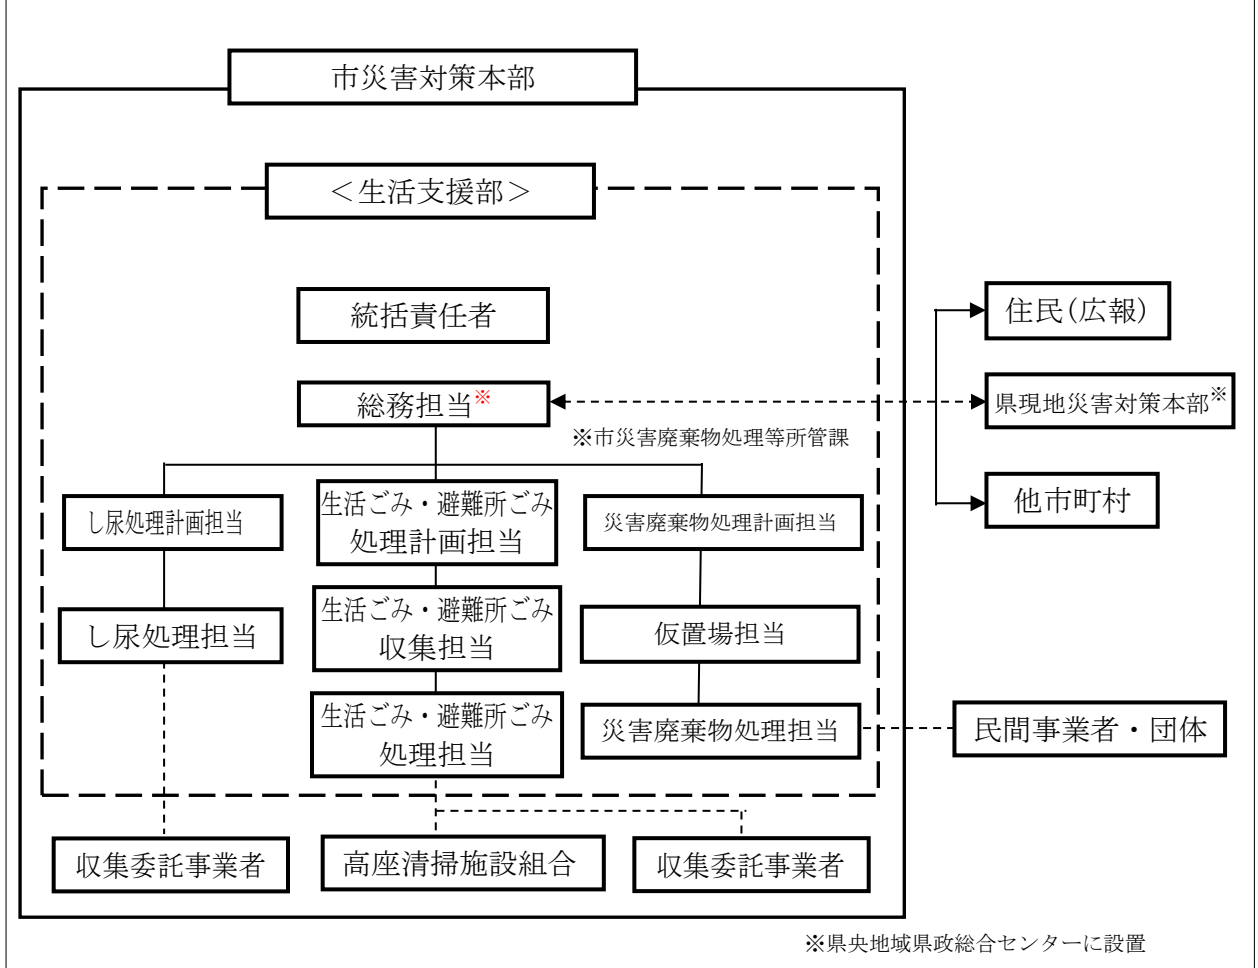 市災害対策本部
＜生活支援部＞
統括責任者
総務担当※
※市災害廃棄物処理等所管課
住民(広報)
県現地災害対策本部※
他市町村
し尿処理計画担当
生活ごみ・避難所ごみ
処理計画担当
災害廃棄物処理計画担当
し尿処理担当
生活ごみ・避難所ごみ
収集担当
仮置場担当
生活ごみ・避難所ごみ
処理担当
災害廃棄物処理担当
民間事業者・団体
収集委託事業者
高座清掃施設組合
収集委託事業者
※県央地域県政総合センターに設置